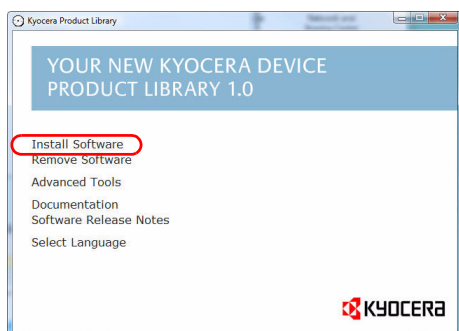 Kyocera Product Library
YOUR NEW KYOCERA DEVICE
PRODUCT LIBRARY 1.0
Install Software
Remove Software
Advanced Tools
Documentation
Software Release Notes
Select Language
KYOCERA